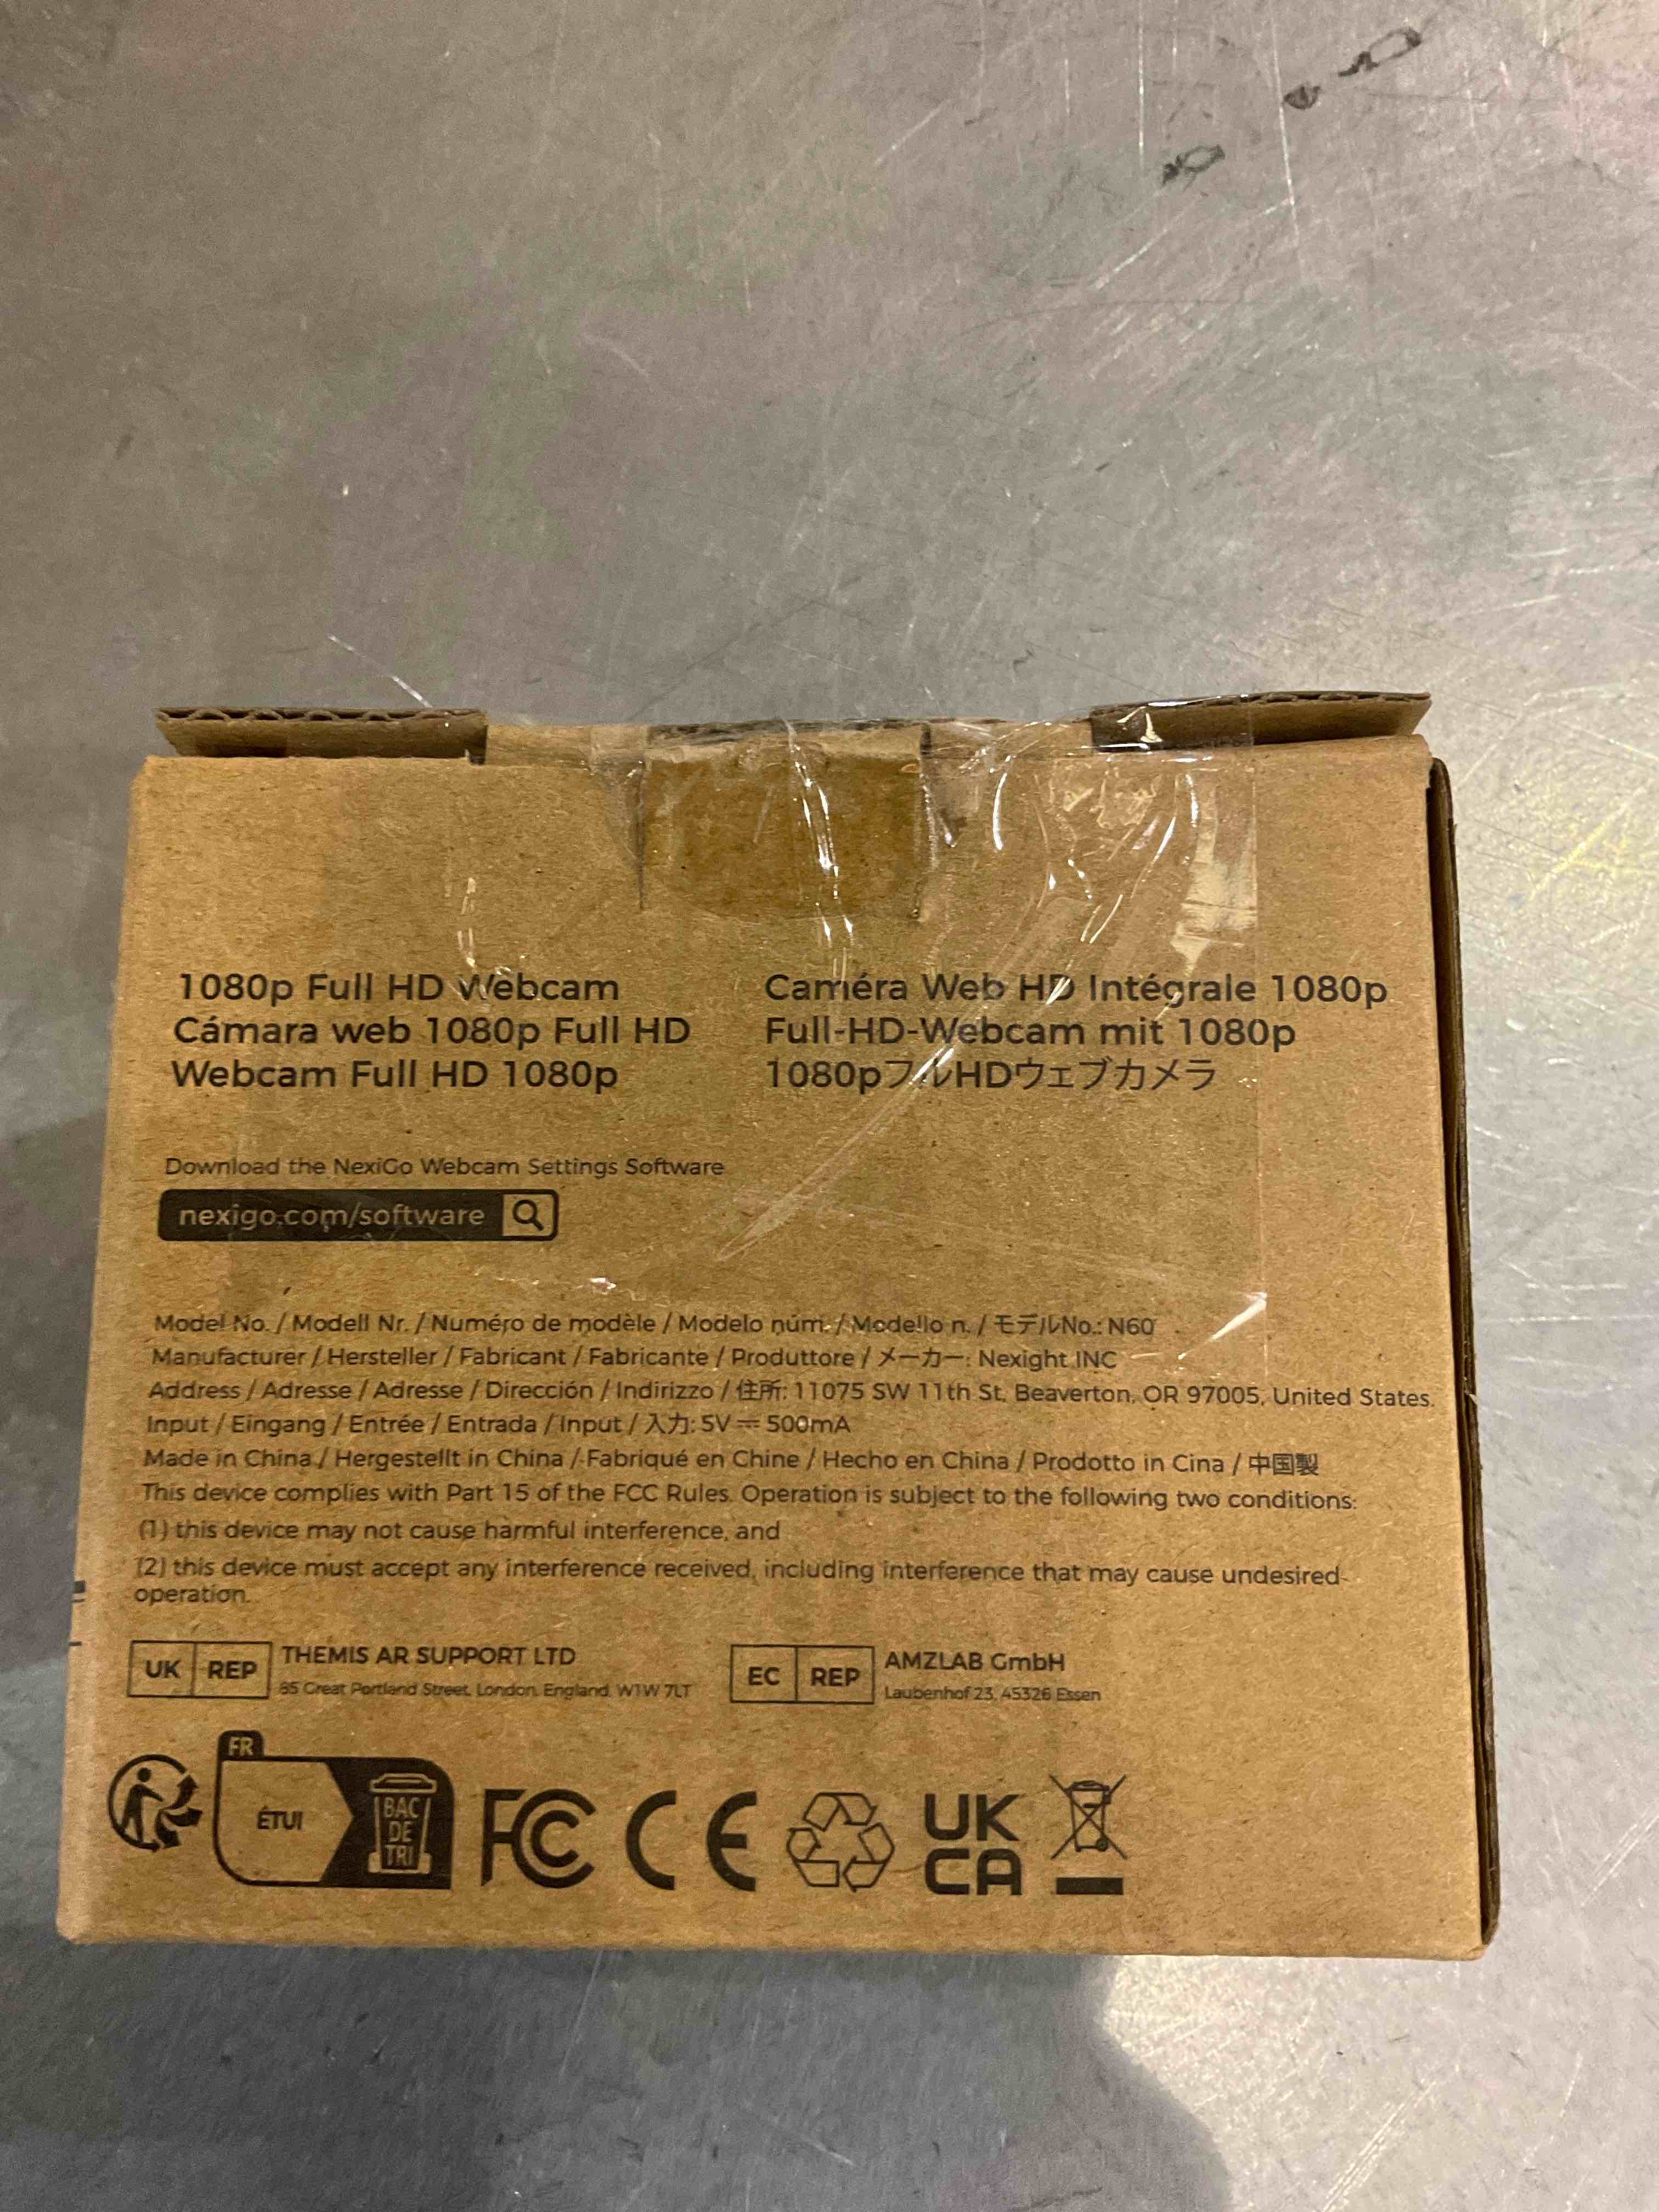 1080p Full HD Webcam
Cámara web 1080p Full HD
Webcam Full HD 1080p
Caméra Web HD Intégrale 1080p
Full-HD-Webcam mit 1080p
1080pフルHDウェブカメラ
Download the NexiGo Webcam Settings Software
nexigo.com/software
Model No. / Modell Nr. / Numéro de modèle / Modelo núm. / Modello n. / モデルNo.: N60
Manufacturer / Hersteller / Fabricant / Fabricante / Produttore / メーカー: Nexight INC
Address / Adresse / Adresse / Dirección / Indirizzo / 住所: 11075 SW 11th St, Beaverton, OR 97005, United States.
Input / Eingang / Entrée / Entrada / Input / 入力: 5V ⎓ 500mA
Made in China / Hergestellt in China / Fabriqué en Chine / Hecho en China / Prodotto in Cina / 中国製
This device complies with Part 15 of the FCC Rules. Operation is subject to the following two conditions:
(1) this device may not cause harmful interference, and
(2) this device must accept any interference received, including interference that may cause undesired
operation.
UK REP THEMIS AR SUPPORT LTD
85 Great Portland Street, London, England, W1W 7LT
EC REP AMZLAB GmbH
Laubenhof 23, 45326 Essen
FR
ÉTUI
BAC
DE
TRI
FC CE
UK
CA